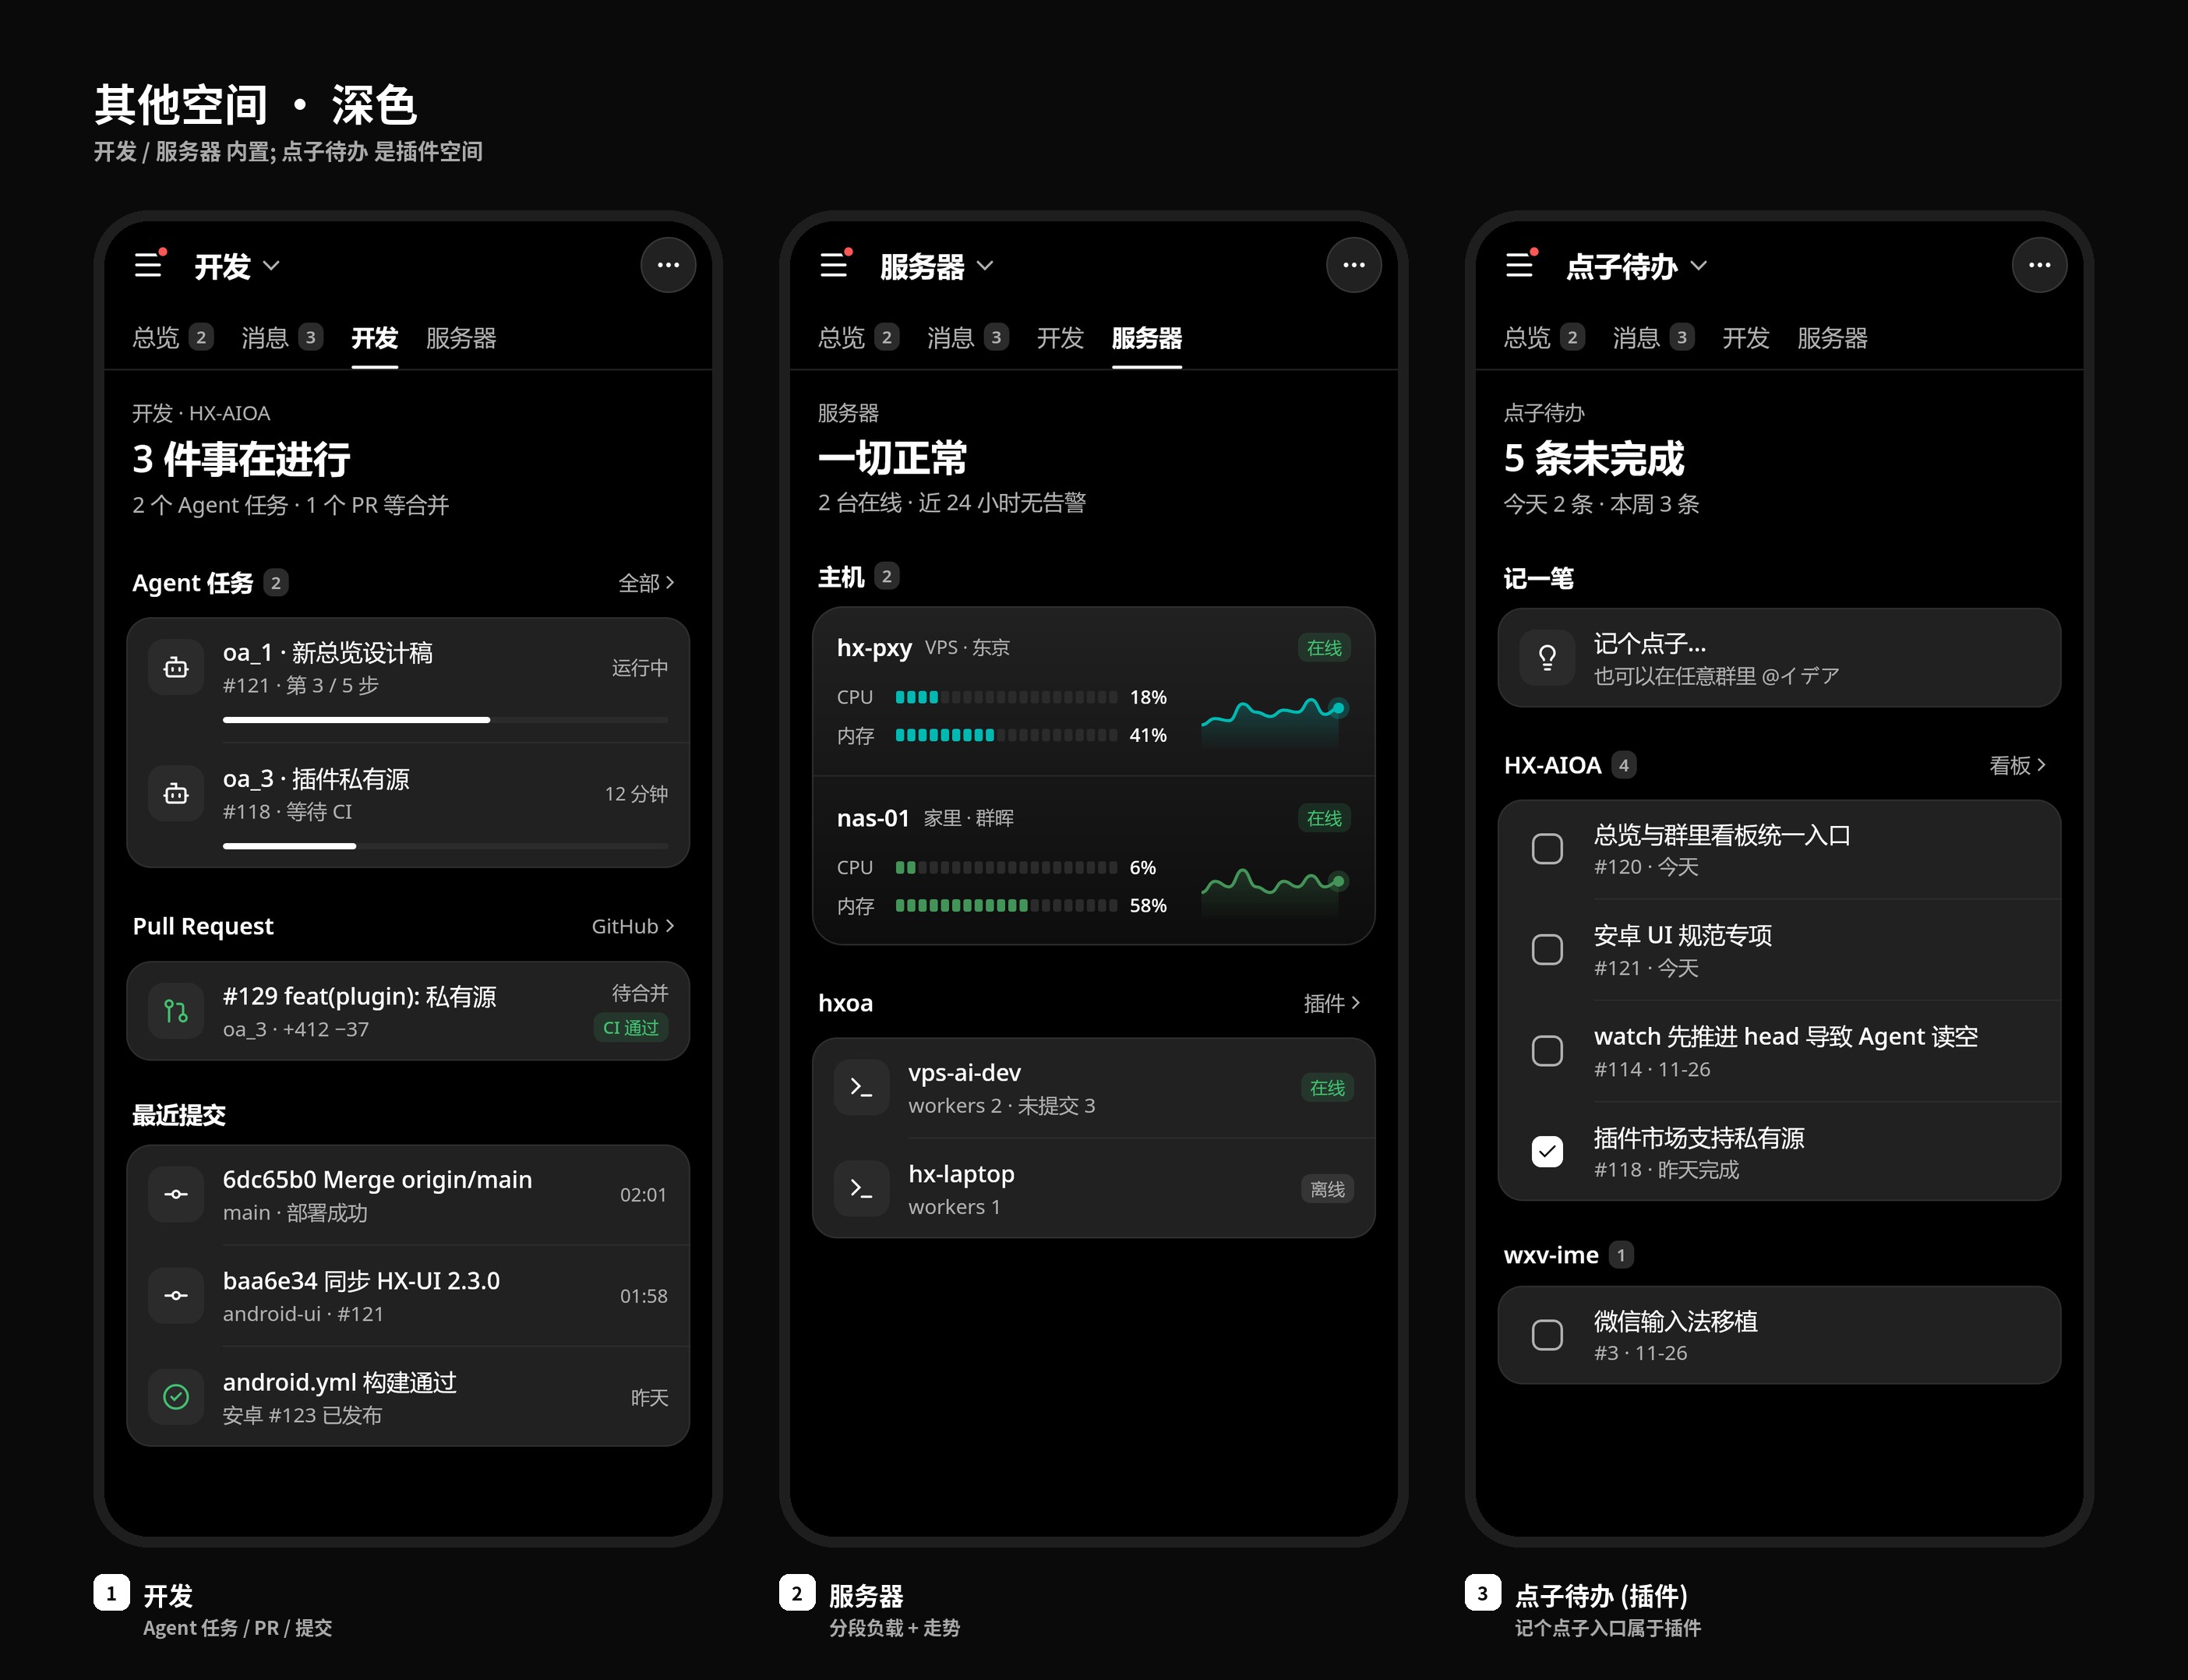 其他空间 · 深色
开发 / 服务器 内置; 点子待办 是插件空间
开发
总览 2 消息 3 开发 服务器
开发 · HX-AIOA
3 件事在进行
2 个 Agent 任务 · 1 个 PR 等合并
Agent 任务 2 全部
oa_1 · 新总览设计稿
#121 · 第 3 / 5 步
运行中
oa_3 · 插件私有源
#118 · 等待 CI
12 分钟
Pull Request GitHub
#129 feat(plugin): 私有源
oa_3 · +412 −37
待合并
CI 通过
最近提交
6dc65b0 Merge origin/main
main · 部署成功
02:01
baa6e34 同步 HX-UI 2.3.0
android-ui · #121
01:58
android.yml 构建通过
安卓 #123 已发布
昨天
1 开发
Agent 任务 / PR / 提交
服务器
总览 2 消息 3 开发 服务器
服务器
一切正常
2 台在线 · 近 24 小时无告警
主机 2
hx-pxy VPS · 东京 在线
CPU 18%
内存 41%
nas-01 家里 · 群晖 在线
CPU 6%
内存 58%
hxoa 插件
vps-ai-dev
workers 2 · 未提交 3
在线
hx-laptop
workers 1
离线
2 服务器
分段负载 + 走势
点子待办
总览 2 消息 3 开发 服务器
点子待办
5 条未完成
今天 2 条 · 本周 3 条
记一笔
记个点子...
也可以在任意群里 @イデア
HX-AIOA 4 看板
总览与群里看板统一入口
#120 · 今天
安卓 UI 规范专项
#121 · 今天
watch 先推进 head 导致 Agent 读空
#114 · 11-26
插件市场支持私有源
#118 · 昨天完成
wxv-ime 1
微信输入法移植
#3 · 11-26
3 点子待办 (插件)
记个点子入口属于插件